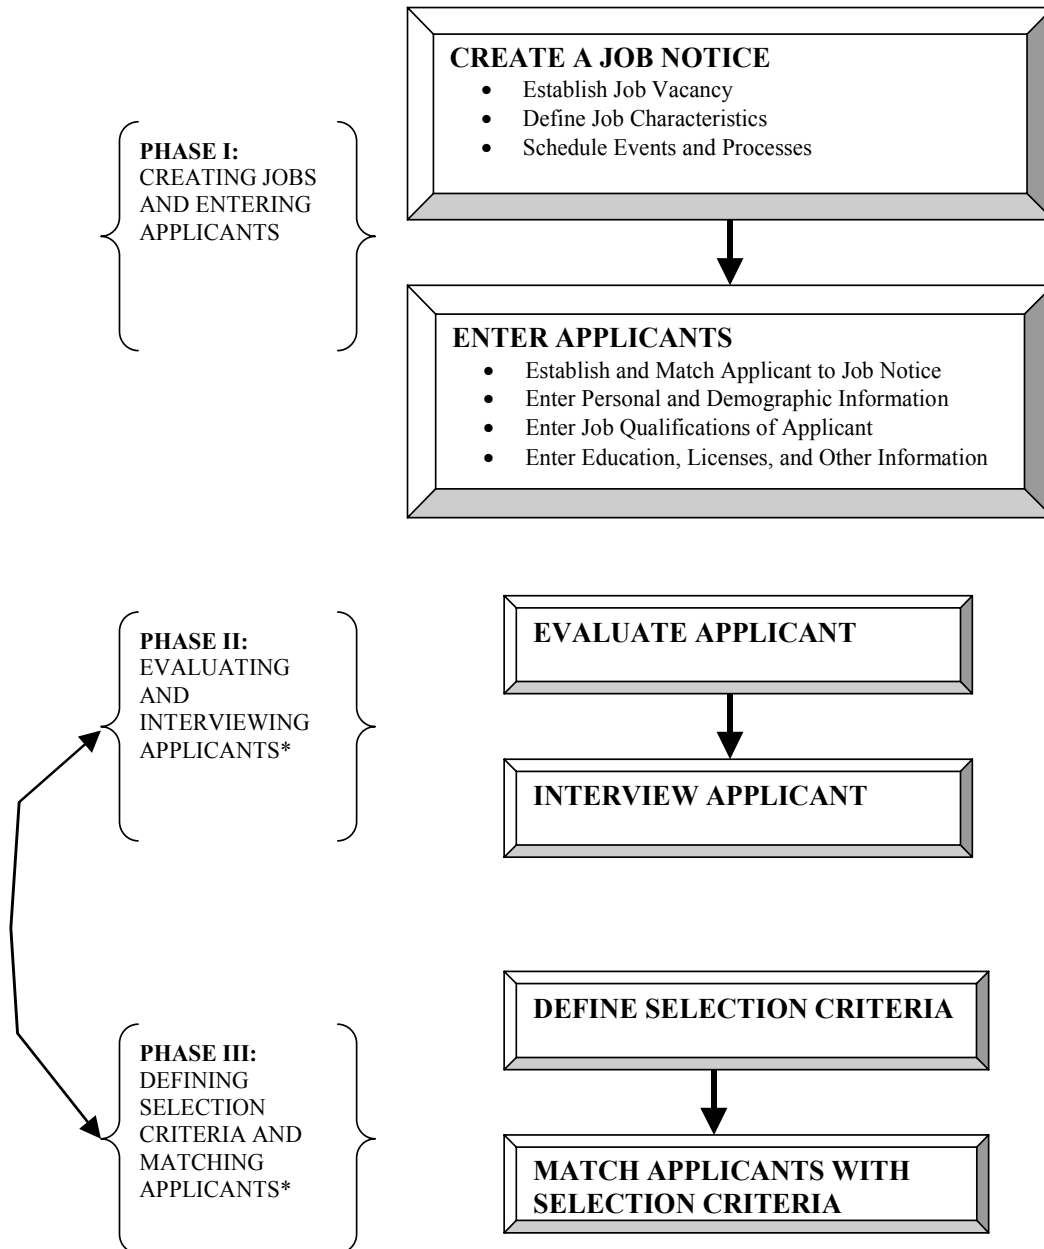 CREATE A JOB NOTICE
• Establish Job Vacancy
• Define Job Characteristics
• Schedule Events and Processes
PHASE I:
CREATING JOBS
AND ENTERING
APPLICANTS
ENTER APPLICANTS
• Establish and Match Applicant to Job Notice
• Enter Personal and Demographic Information
• Enter Job Qualifications of Applicant
• Enter Education, Licenses, and Other Information
PHASE II:
EVALUATING
AND
INTERVIEWING
APPLICANTS*
EVALUATE APPLICANT
INTERVIEW APPLICANT
PHASE III:
DEFINING
SELECTION
CRITERIA AND
MATCHING
APPLICANTS*
DEFINE SELECTION CRITERIA
MATCH APPLICANTS WITH
SELECTION CRITERIA